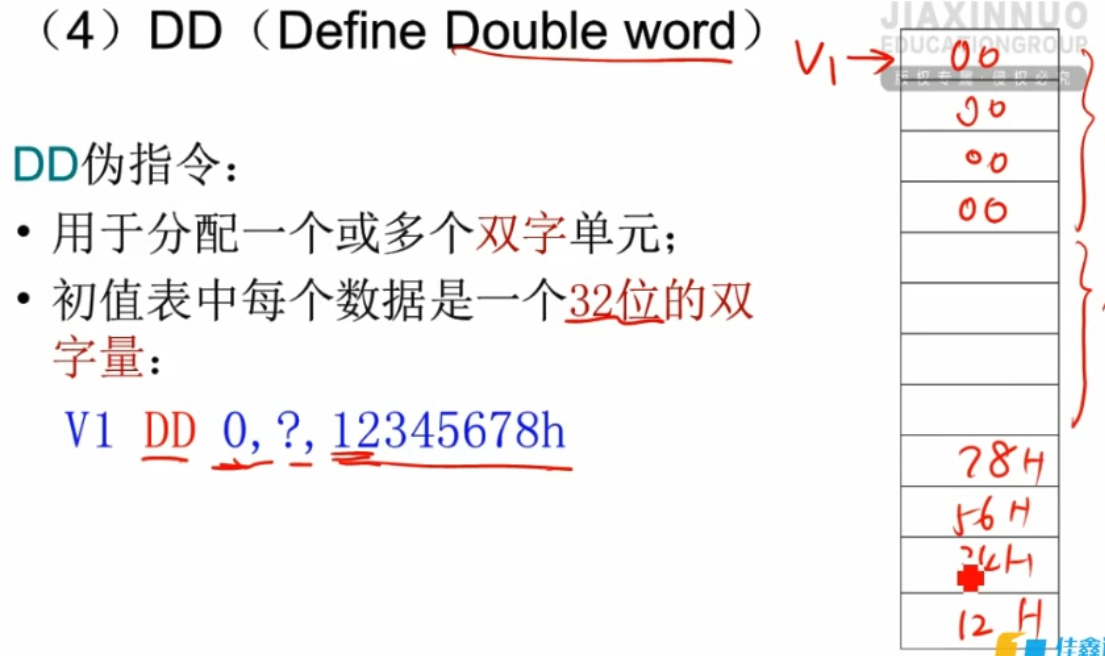 （4）DD（Define Double word）
JIAXINNUO
EDUCATIONGROUP
版权专属·侵权必究
V1→
00
00
00
00
DD伪指令：
• 用于分配一个或多个双字单元；
• 初值表中每个数据是一个32位的双
字量：
V1 DD 0,?,12345678h
78H
56H
34H
12H
佳鑫